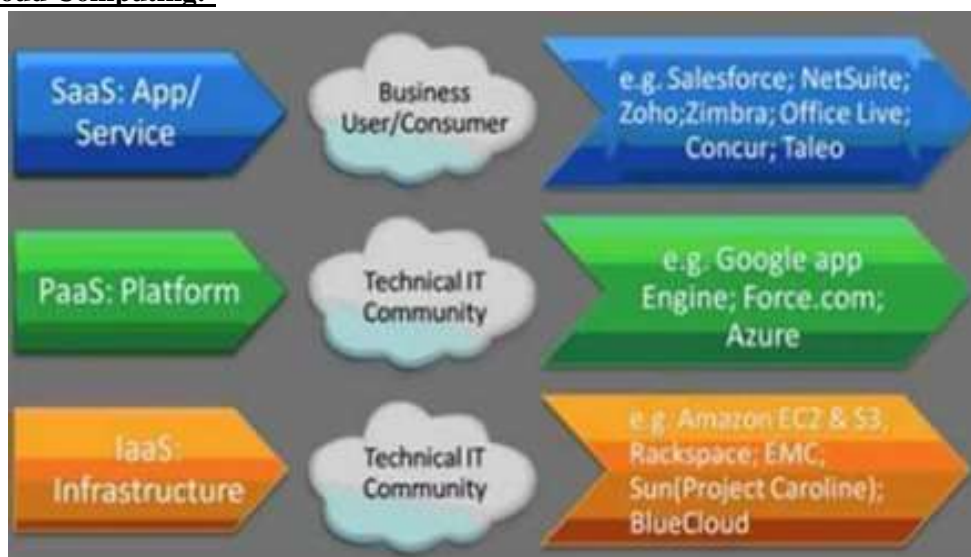 Computing:
SaaS: App/
Service
Business
User/Consumer
e.g. Salesforce; NetSuite;
Zoho;Zimbra; Office Live;
Concur; Taleo
PaaS: Platform
Technical IT
Community
e.g. Google app
Engine; Force.com;
Azure
IaaS:
Infrastructure
Technical IT
Community
e.g. Amazon EC2 & S3,
Rackspace; EMC,
Sun(Project Caroline);
BlueCloud